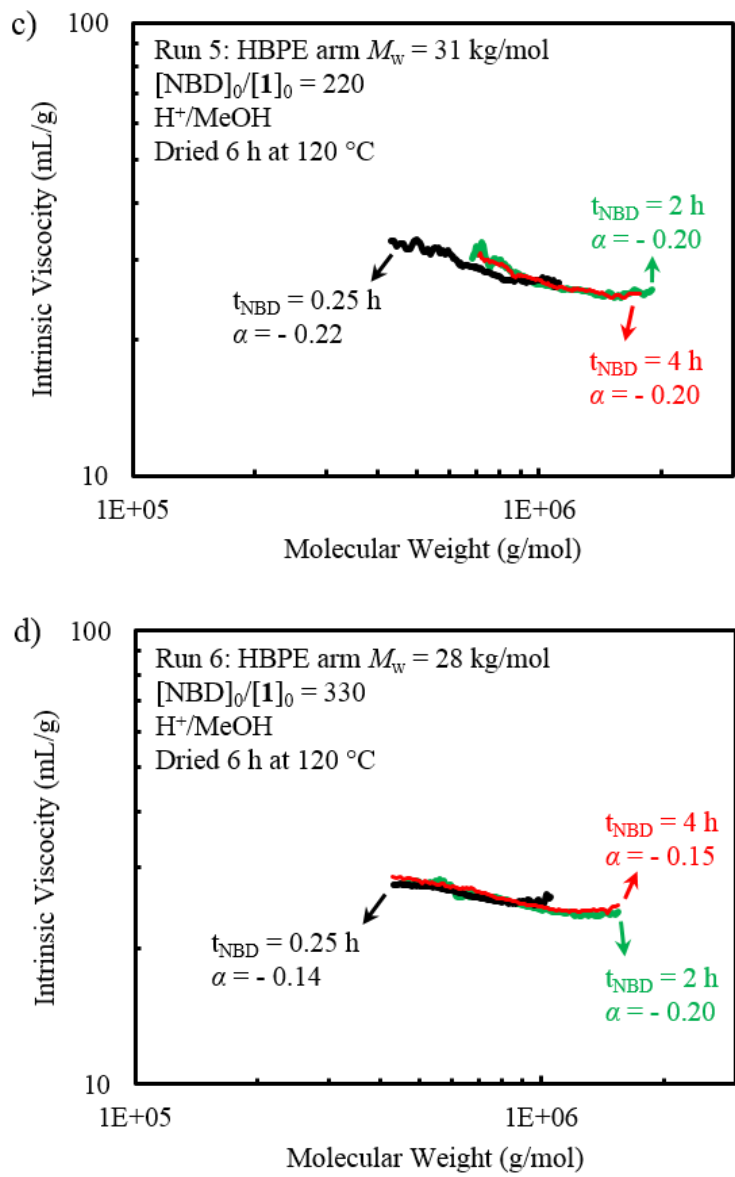 c)
100
Run 5: HBPE arm Mw = 31 kg/mol
[NBD]0/[1]0 = 220
H+/MeOH
Dried 6 h at 120 °C
tNBD = 2 h
α = - 0.20
tNBD = 0.25 h
α = - 0.22
tNBD = 4 h
α = - 0.20
Intrinsic Viscocity (mL/g)
10
1E+05
1E+06
Molecular Weight (g/mol)
d)
100
Run 6: HBPE arm Mw = 28 kg/mol
[NBD]0/[1]0 = 330
H+/MeOH
Dried 6 h at 120 °C
tNBD = 4 h
α = - 0.15
tNBD = 0.25 h
α = - 0.14
tNBD = 2 h
α = - 0.20
Intrinsic Viscocity (mL/g)
10
1E+05
1E+06
Molecular Weight (g/mol)